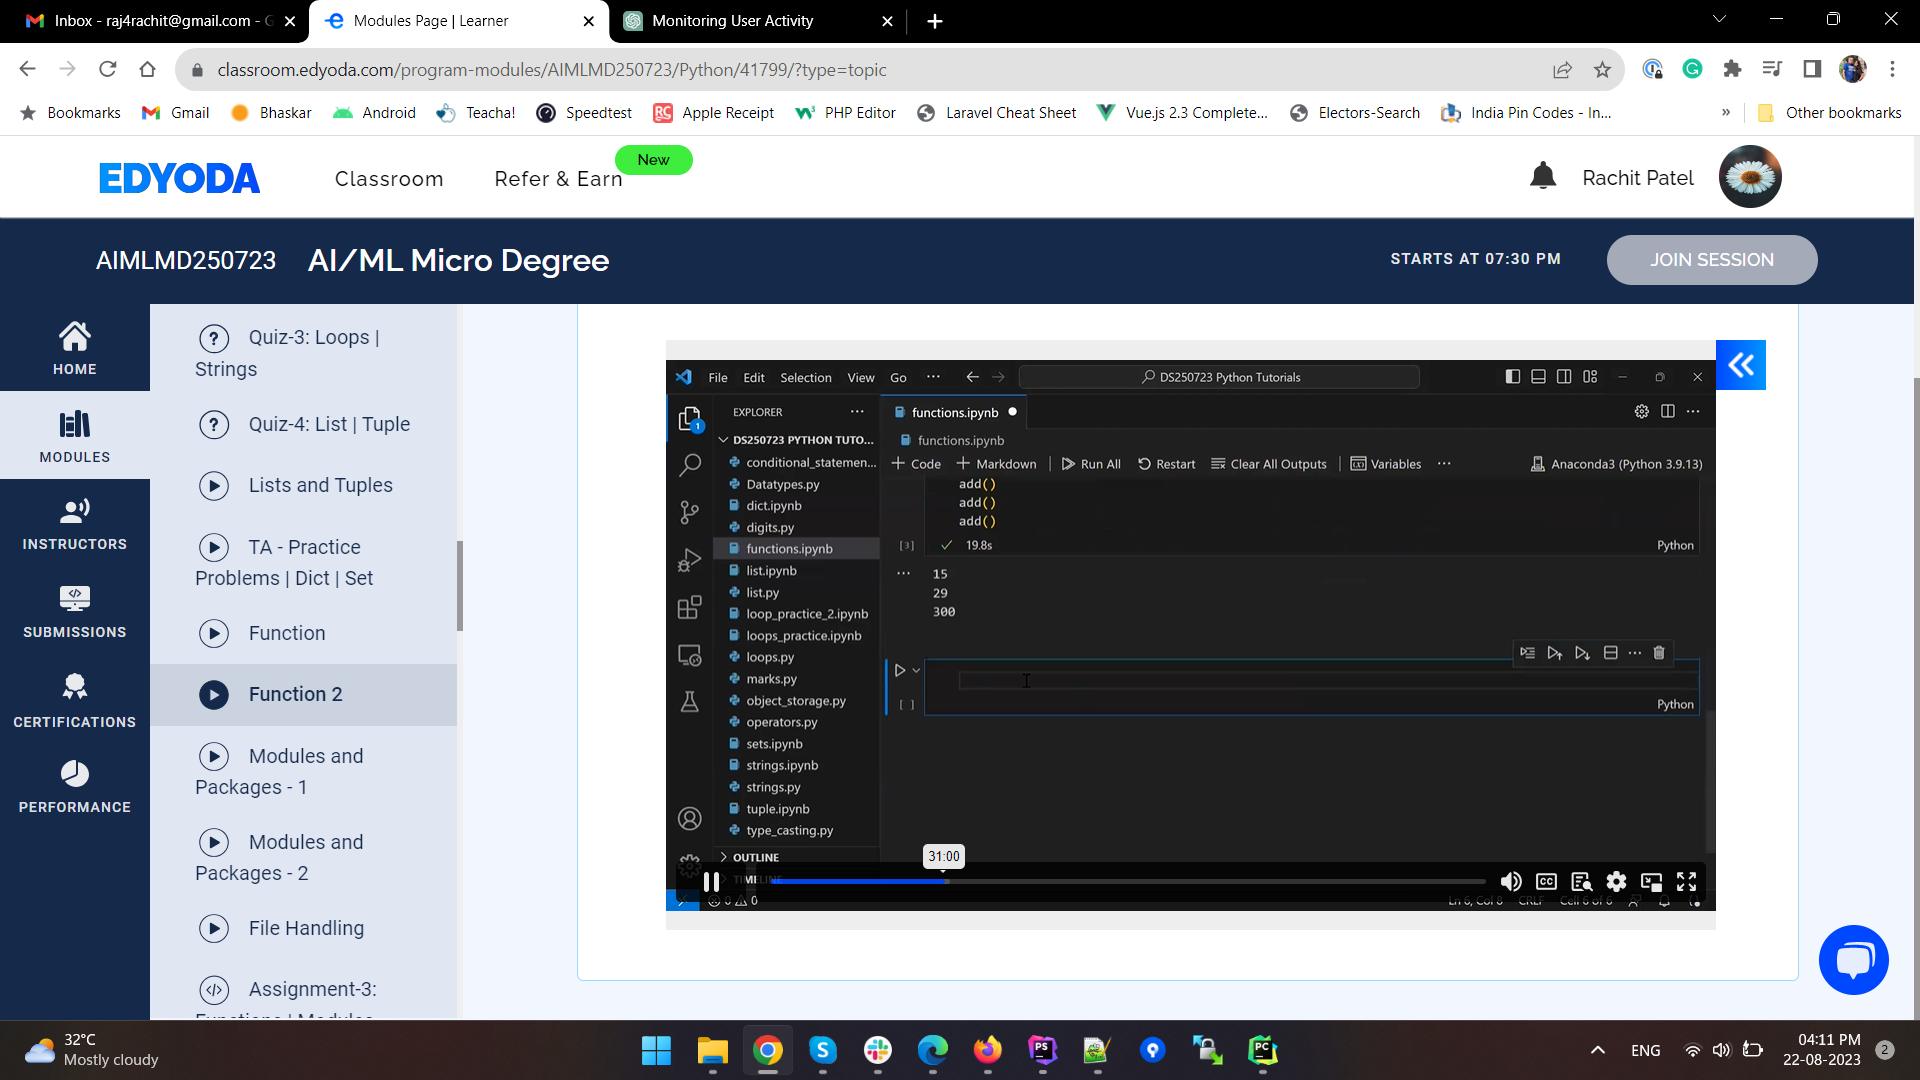 Inbox - raj4rachit@gmail.com - G
Modules Page | Learner
Monitoring User Activity
classroom.edyoda.com/program-modules/AIMLMD250723/Python/41799/?type=topic
Bookmarks
Gmail
Bhaskar
Android
Teacha!
Speedtest
RC
Apple Receipt
PHP Editor
Laravel Cheat Sheet
Vue.js 2.3 Complete...
Electors-Search
India Pin Codes - In...
»
Other bookmarks
EDYODA
Classroom
Refer & Earn
New
Rachit Patel
AIMLMD250723
AI/ML Micro Degree
STARTS AT 07:30 PM
JOIN SESSION
HOME
MODULES
INSTRUCTORS
SUBMISSIONS
CERTIFICATIONS
PERFORMANCE
Quiz-3: Loops |
Strings
Quiz-4: List | Tuple
Lists and Tuples
TA - Practice
Problems | Dict | Set
Function
Function 2
Modules and
Packages - 1
Modules and
Packages - 2
File Handling
Assignment-3:
File Edit Selection View Go ···
DS250723 Python Tutorials
EXPLORER
functions.ipynb
DS250723 PYTHON TUTO...
functions.ipynb
+ Code + Markdown Run All Restart Clear All Outputs Variables ···
Anaconda3 (Python 3.9.13)
conditional_statemen...
Datatypes.py
dict.ipynb
digits.py
functions.ipynb
list.ipynb
list.py
loop_practice_2.ipynb
loops_practice.ipynb
loops.py
marks.py
object_storage.py
operators.py
sets.ipynb
strings.ipynb
strings.py
tuple.ipynb
type_casting.py
OUTLINE
TIMELINE
add()
add()
add()
[3] 19.8s
Python
15
29
300
[ ]
Python
31:00
CC
0 0
Ln 6, Col 8 CRLF Cell 6 of 6
32°C
Mostly cloudy
PS
PC
ENG
04:11 PM
22-08-2023
2